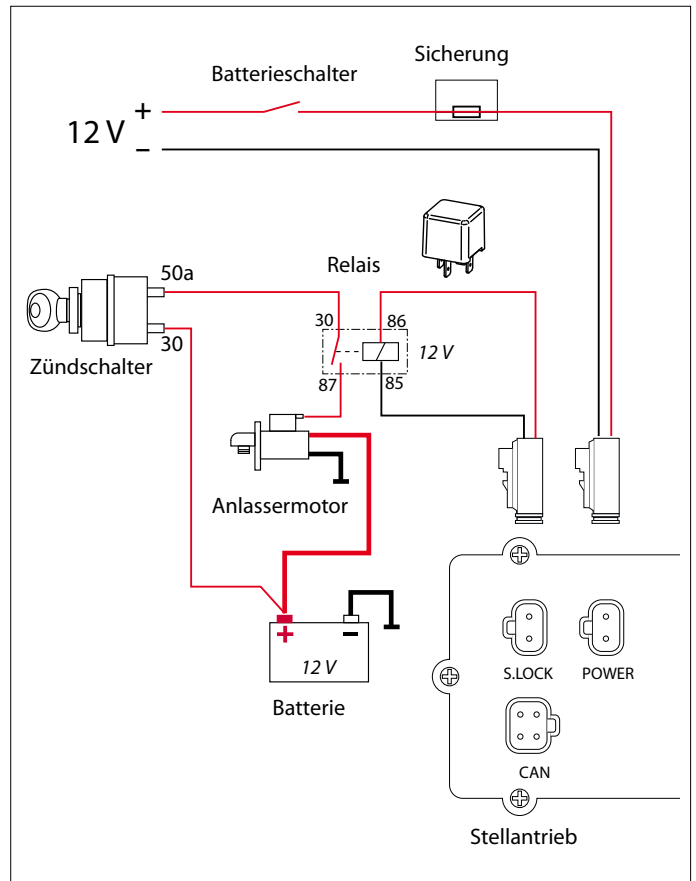 Sicherung
Batterieschalter
+
12 V
–
50a
Relais
30
86
30
12 V
Zündschalter
87
85
Anlassermotor
+
–
12 V
S.LOCK
POWER
Batterie
CAN
Stellantrieb